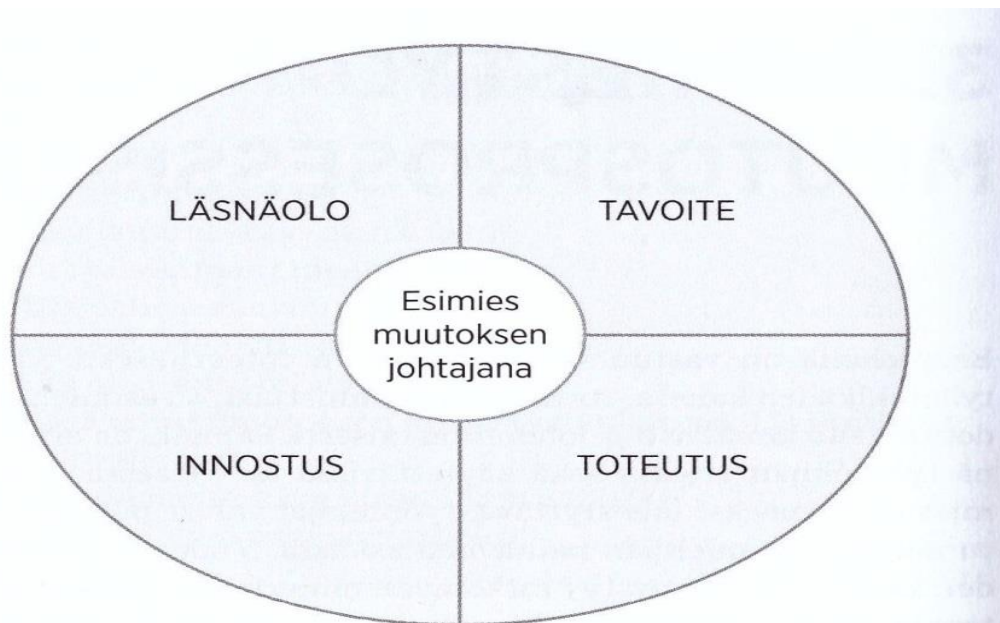 LÄSNÄOLO
TAVOITE
Esimies
muutoksen
johtajana
INNOSTUS
TOTEUTUS